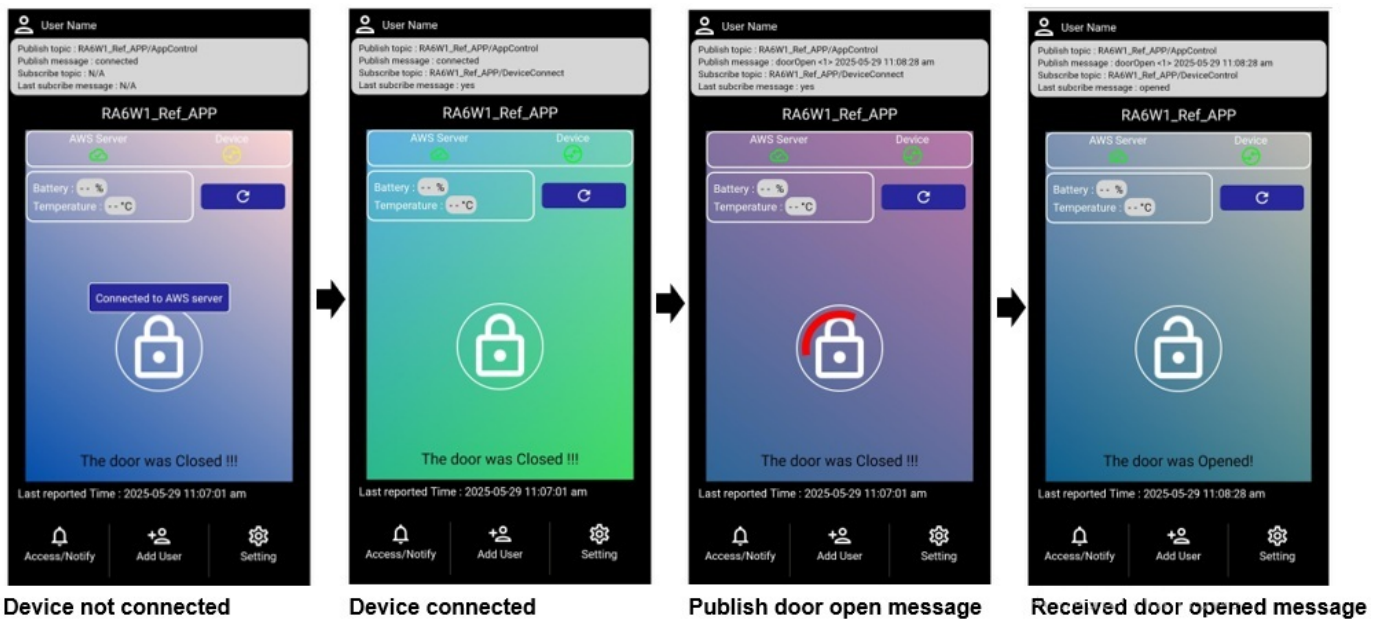 User Name
Publish topic : RA6W1_Ref_APP/AppControl
Publish message : connected
Subscribe topic : N/A
Last subcribe message : N/A
RA6W1_Ref_APP
AWS Server Device
Battery : -- %
Temperature : --°C
Connected to AWS server
The door was Closed !!!
Last reported Time : 2025-05-29 11:07:01 am
Access/Notify Add User Setting
Device not connected
User Name
Publish topic : RA6W1_Ref_APP/AppControl
Publish message : connected
Subscribe topic : RA6W1_Ref_APP/DeviceConnect
Last subcribe message : yes
RA6W1_Ref_APP
AWS Server Device
Battery : -- %
Temperature : --°C
The door was Closed !!!
Last reported Time : 2025-05-29 11:07:01 am
Access/Notify Add User Setting
Device connected
User Name
Publish topic : RA6W1_Ref_APP/AppControl
Publish message : doorOpen <1> 2025-05-29 11:08:28 am
Subscribe topic : RA6W1_Ref_APP/DeviceConnect
Last subcribe message : yes
RA6W1_Ref_APP
AWS Server Device
Battery : -- %
Temperature : --°C
The door was Closed !!!
Last reported Time : 2025-05-29 11:07:01 am
Access/Notify Add User Setting
Publish door open message
User Name
Publish topic : RA6W1_Ref_APP/AppControl
Publish message : doorOpen <1> 2025-05-29 11:08:28 am
Subscribe topic : RA6W1_Ref_APP/DeviceControl
Last subcribe message : opened
RA6W1_Ref_APP
AWS Server Device
Battery : -- %
Temperature : --°C
The door was Opened!
Last reported Time : 2025-05-29 11:08:28 am
Access/Notify Add User Setting
Received door opened message